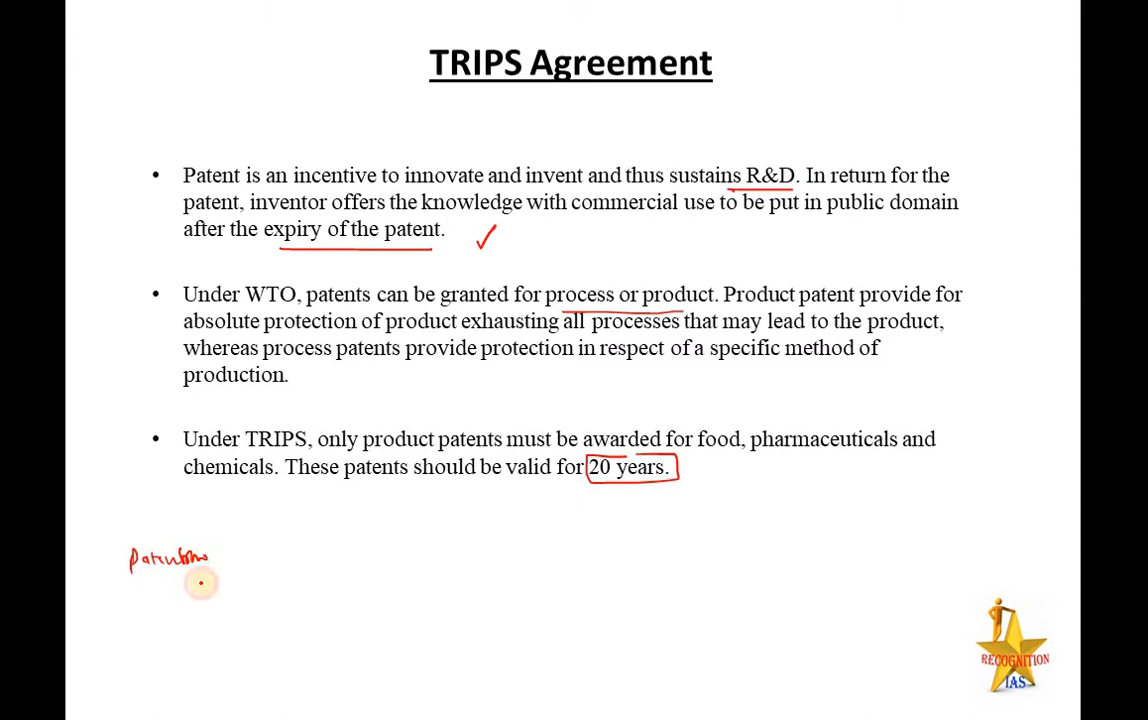 TRIPS Agreement
• Patent is an incentive to innovate and invent and thus sustains R&D. In return for the
patent, inventor offers the knowledge with commercial use to be put in public domain
after the expiry of the patent.
• Under WTO, patents can be granted for process or product. Product patent provide for
absolute protection of product exhausting all processes that may lead to the product,
whereas process patents provide protection in respect of a specific method of
production.
• Under TRIPS, only product patents must be awarded for food, pharmaceuticals and
chemicals. These patents should be valid for 20 years.
RECOGNITION
IAS